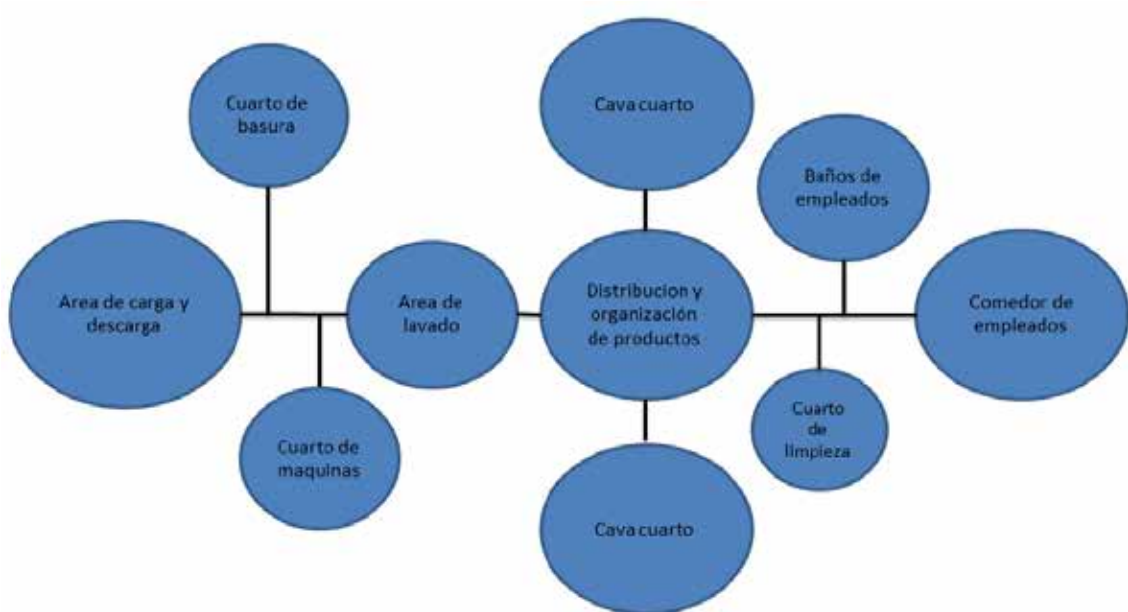 Cuarto de
basura
Cava cuarto
Baños de
empleados
Area de carga y
descarga
Area de
lavado
Distribucion y
organización
de productos
Comedor de
empleados
Cuarto de
maquinas
Cuarto
de
limpieza
Cava cuarto